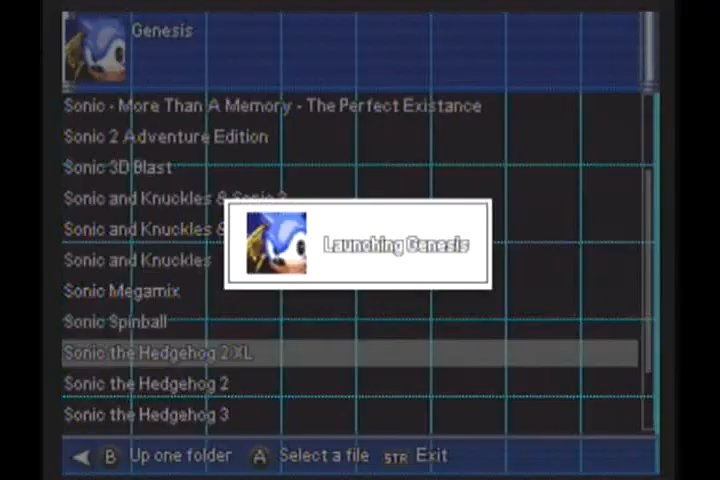 Genesis
Sonic - More Than A Memory - The Perfect Existance
Sonic 2 Adventure Edition
Sonic 3D Blast
Sonic and Knuckles & Sonic 3
Sonic and Knuckles &
Launching Genesis
Sonic and Knuckles
Sonic Megamix
Sonic Spinball
Sonic the Hedgehog 2 XL
Sonic the Hedgehog 2
Sonic the Hedgehog 3
B Up one folder A Select a file STR Exit